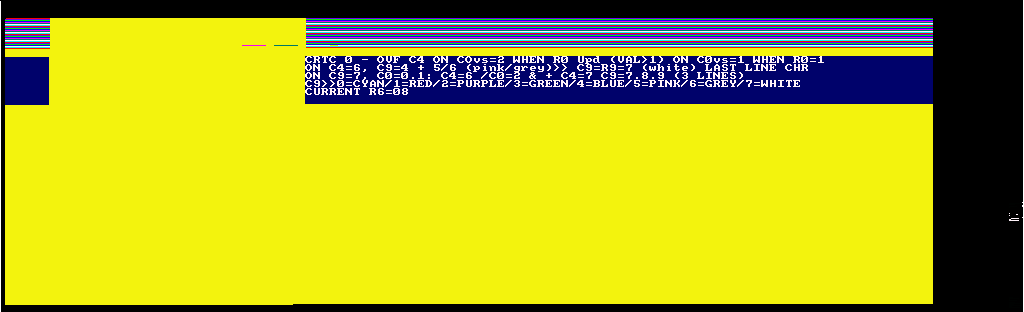 CRTC 0 - OVF C4 ON C0vs=2 WHEN R0 Upd (VAL>1) ON C0vs=1 WHEN R0=1
ON C4=6, C9=4 + 5/6 (pink/grey)>> C9=R9=7 (white) LAST LINE CHR
ON C9=7, C0=0.1: C4=6 /C0=2 & + C4=7 C9=7.8.9 (3 LINES)
C9>>0=CYAN/1=RED/2=PURPLE/3=GREEN/4=BLUE/5=PINK/6=GREY/7=WHITE
CURRENT R6=08